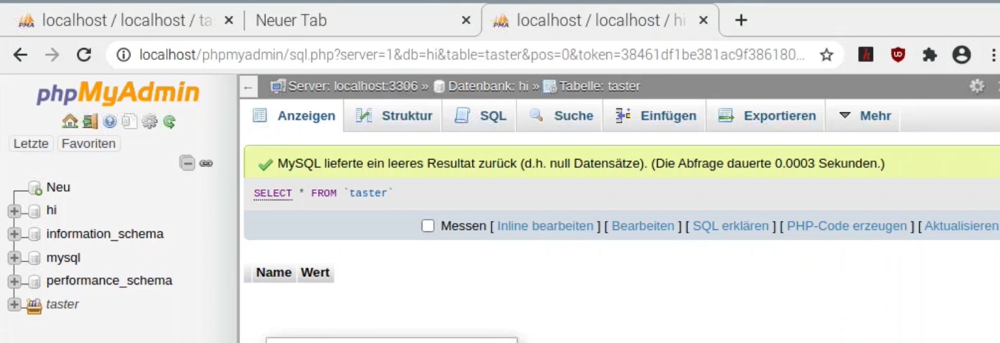 localhost / localhost / ta
Neuer Tab
localhost / localhost / hi
localhost/phpmyadmin/sql.php?server=1&db=hi&table=taster&pos=0&token=38461df1be381ac9f386180...
phpMyAdmin
Letzte Favoriten
Neu
hi
information_schema
mysql
performance_schema
taster
Server: localhost:3306 » Datenbank: hi » Tabelle: taster
Anzeigen Struktur SQL Suche Einfügen Exportieren Mehr
MySQL lieferte ein leeres Resultat zurück (d.h. null Datensätze). (Die Abfrage dauerte 0.0003 Sekunden.)
SELECT * FROM `taster`
Messen [ Inline bearbeiten ] [ Bearbeiten ] [ SQL erklären ] [ PHP-Code erzeugen ] [ Aktualisieren
Name Wert